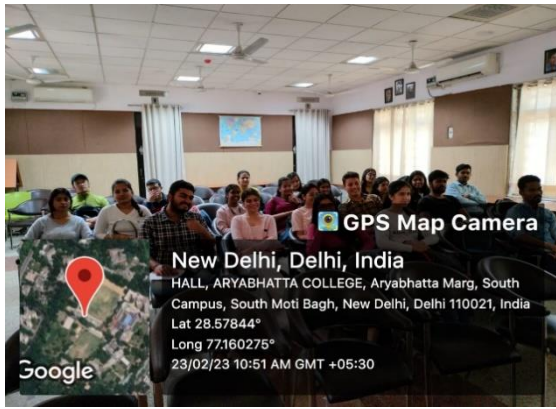 GPS Map Camera
New Delhi, Delhi, India
HALL, ARYABHATTA COLLEGE, Aryabhatta Marg, South
Campus, South Moti Bagh, New Delhi, Delhi 110021, India
Lat 28.57844°
Long 77.160275°
23/02/23 10:51 AM GMT +05:30
Google